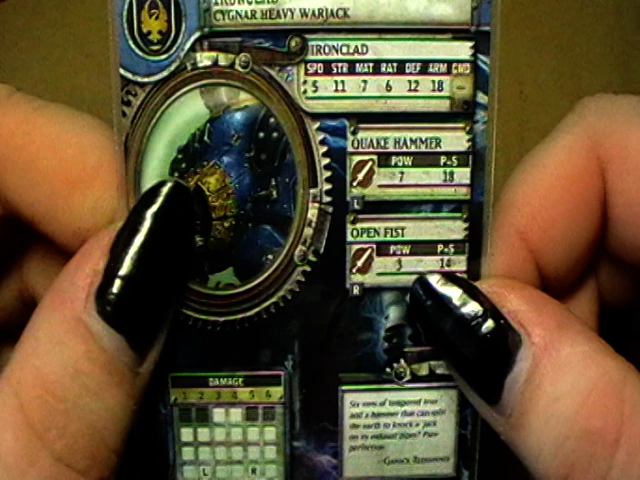 IRONCLAD
CYGNAR HEAVY WARJACK
IRONCLAD
SPD STR MAT RAT DEF ARM CMD
5 11 7 6 12 18 —
QUAKE HAMMER
POW P+S
7 18
L
OPEN FIST
POW P+S
3 14
R
DAMAGE
1 2 3 4 5 6
L R
Six tons of tempered iron
and a hammer that can split
the earth to knock a 'jack
on its exhaust pipes? Pure
perfection.